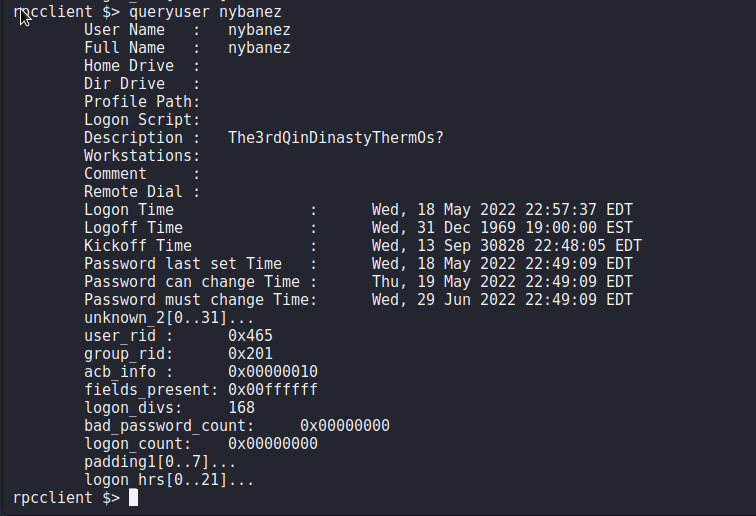 rpcclient $> queryuser nybanez
User Name   :   nybanez
Full Name   :   nybanez
Home Drive  :
Dir Drive   :
Profile Path:
Logon Script:
Description :   The3rdQinDinastyThermOs?
Workstations:
Comment     :
Remote Dial :
Logon Time               :      Wed, 18 May 2022 22:57:37 EDT
Logoff Time              :      Wed, 31 Dec 1969 19:00:00 EST
Kickoff Time             :      Wed, 13 Sep 30828 22:48:05 EDT
Password last set Time   :      Wed, 18 May 2022 22:49:09 EDT
Password can change Time :      Thu, 19 May 2022 22:49:09 EDT
Password must change Time:      Wed, 29 Jun 2022 22:49:09 EDT
unknown_2[0..31]...
user_rid :      0x465
group_rid:      0x201
acb_info :      0x00000010
fields_present: 0x00ffffff
logon_divs:     168
bad_password_count:     0x00000000
logon_count:    0x00000000
padding1[0..7]...
logon_hrs[0..21]...
rpcclient $>